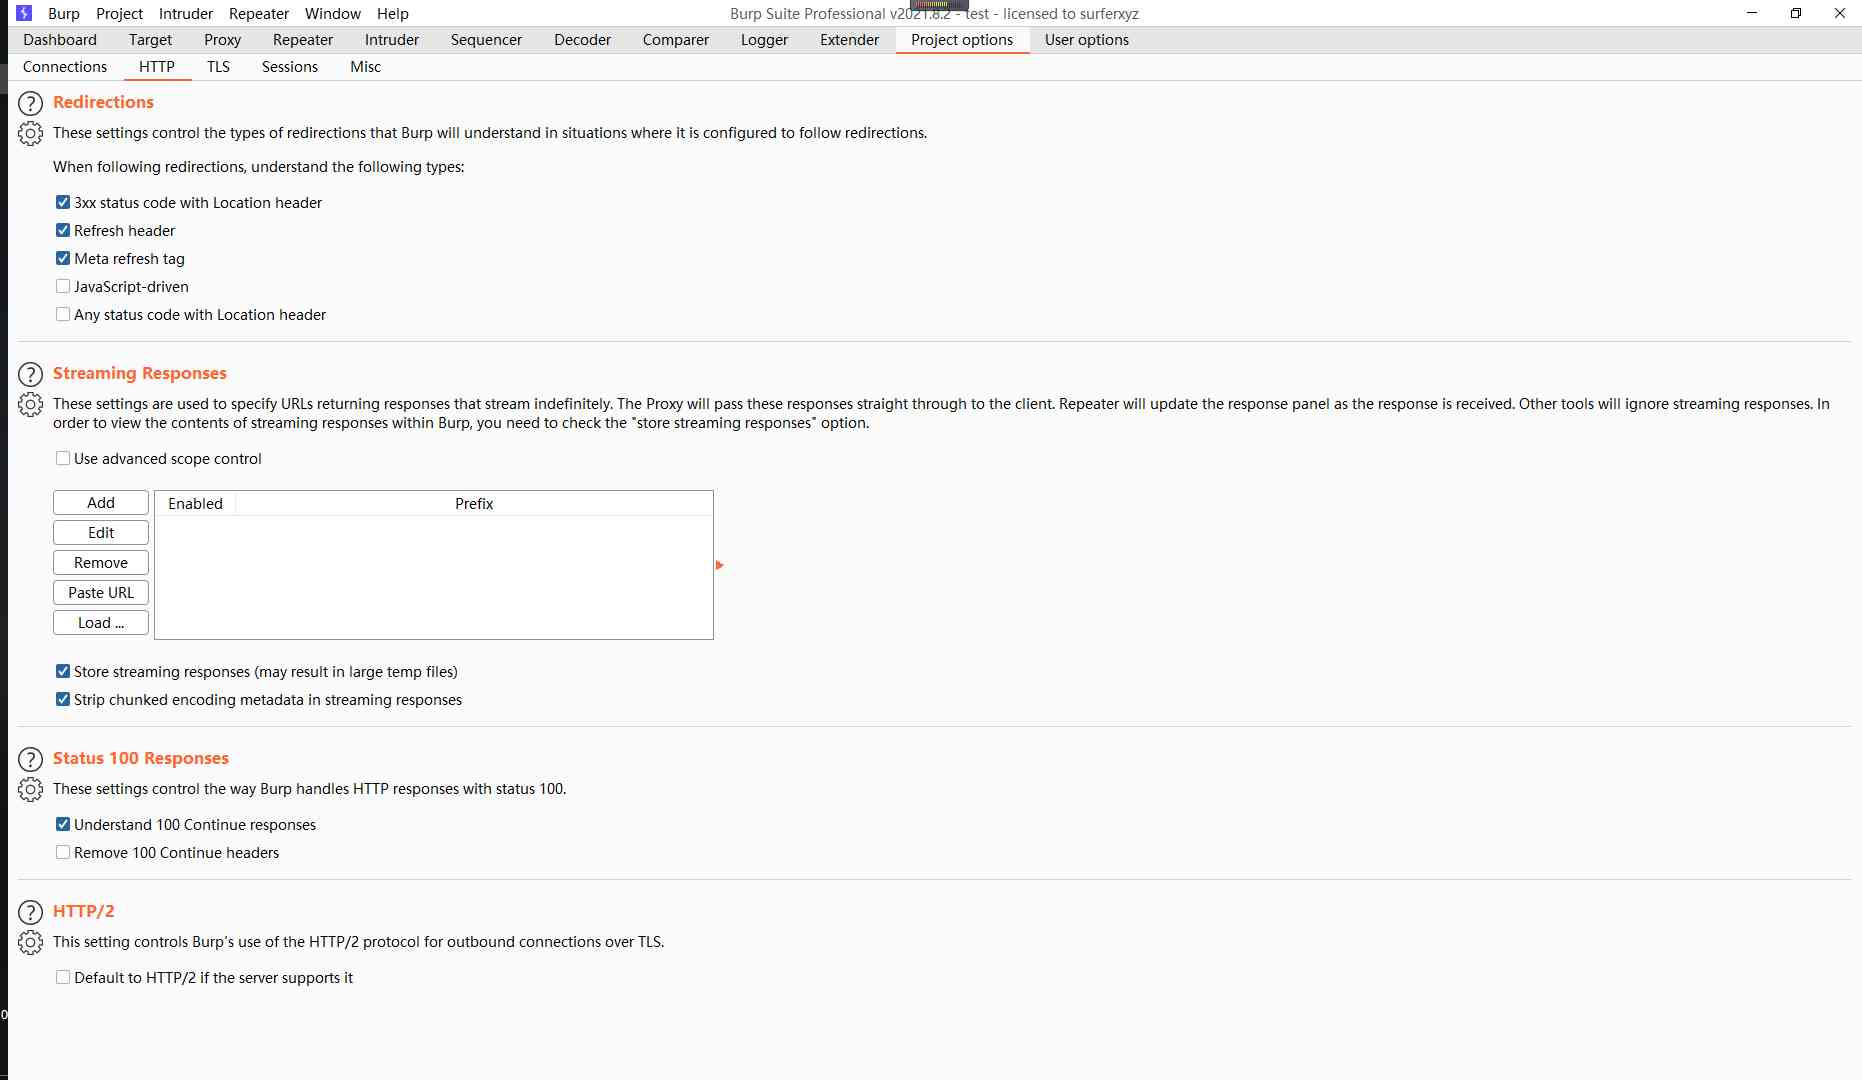 Burp Project Intruder Repeater Window Help
Burp Suite Professional v2021.8.2 - test - licensed to surferxyz
Dashboard Target Proxy Repeater Intruder Sequencer Decoder Comparer Logger Extender Project options User options
Connections HTTP TLS Sessions Misc
Redirections
These settings control the types of redirections that Burp will understand in situations where it is configured to follow redirections.
When following redirections, understand the following types:
3xx status code with Location header
Refresh header
Meta refresh tag
JavaScript-driven
Any status code with Location header
Streaming Responses
These settings are used to specify URLs returning responses that stream indefinitely. The Proxy will pass these responses straight through to the client. Repeater will update the response panel as the response is received. Other tools will ignore streaming responses. In
order to view the contents of streaming responses within Burp, you need to check the "store streaming responses" option.
Use advanced scope control
Add
Edit
Remove
Paste URL
Load ...
Enabled Prefix
Store streaming responses (may result in large temp files)
Strip chunked encoding metadata in streaming responses
Status 100 Responses
These settings control the way Burp handles HTTP responses with status 100.
Understand 100 Continue responses
Remove 100 Continue headers
HTTP/2
This setting controls Burp's use of the HTTP/2 protocol for outbound connections over TLS.
Default to HTTP/2 if the server supports it
0